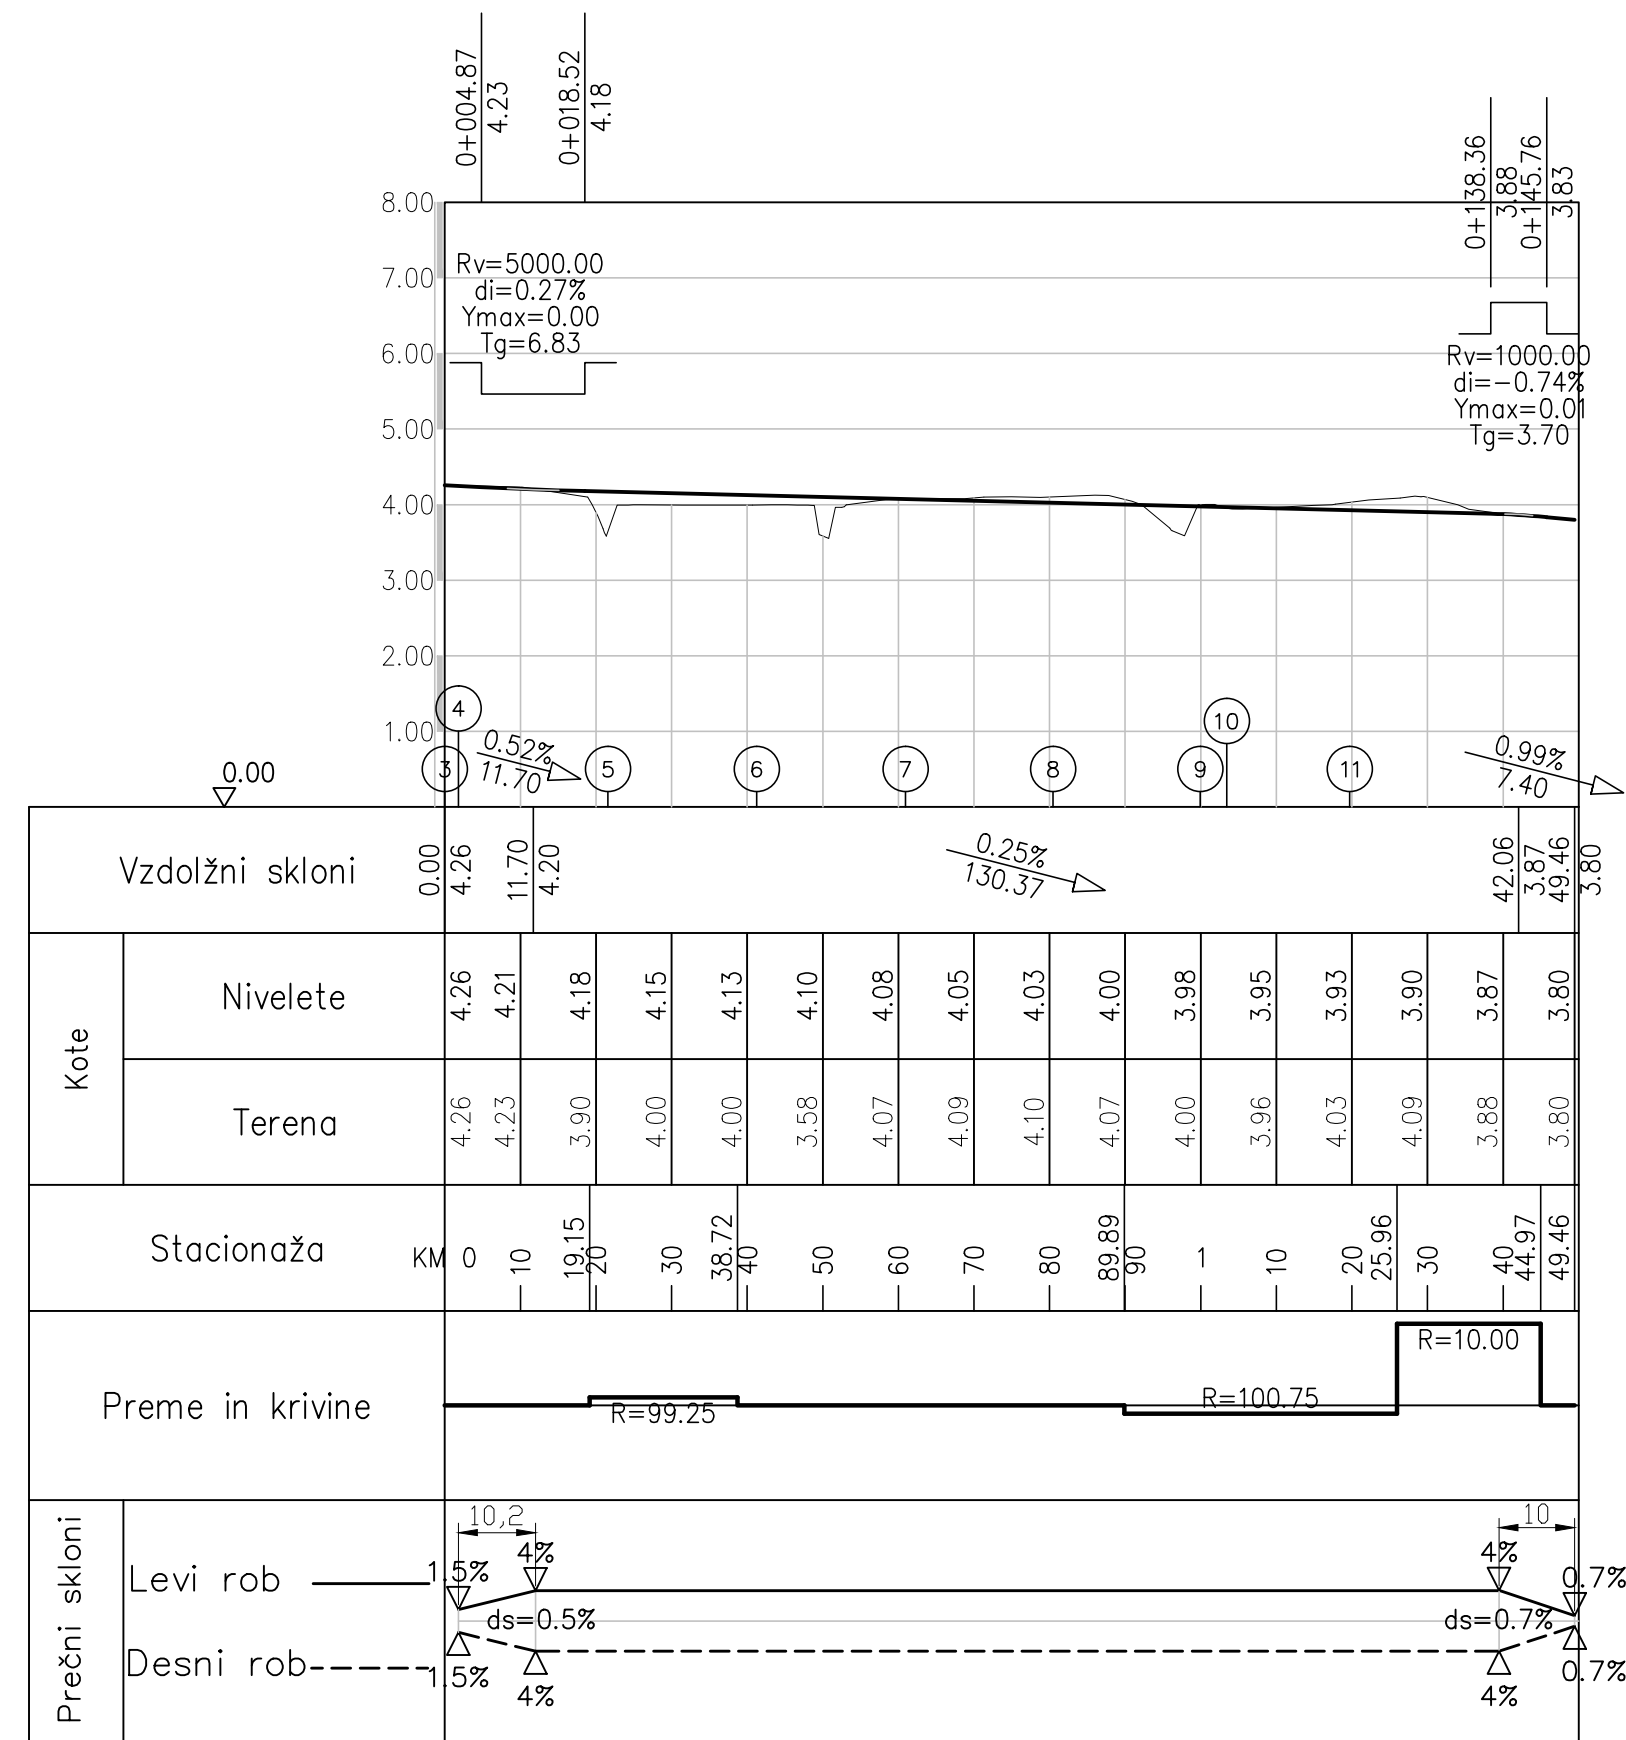 0+004.87
4.23
0+018.52
4.18
0+138.36
3.88
0+145.76
3.83
8.00
7.00
6.00
5.00
4.00
3.00
2.00
1.00
Rv=5000.00
di=0.27%
Ymax=0.00
Tg=6.83
Rv=1000.00
di=-0.74%
Ymax=0.01
Tg=3.70
4
10
3
5
6
7
8
9
11
0.52%
11.70
0.99%
7.40
0.00
Vzdolžni skloni
0.00
4.26
11.70
4.20
0.25%
130.37
42.06
3.87
49.46
3.80
Kote
Nivelete
4.26 4.21 4.18 4.15 4.13 4.10 4.08 4.05 4.03 4.00 3.98 3.95 3.93 3.90 3.87 3.80
Terena
4.26 4.23 3.90 4.00 4.00 3.58 4.07 4.09 4.10 4.07 4.00 3.96 4.03 4.09 3.88 3.80
Stacionaža
KM 0 10 19.15 20 30 38.72 40 50 60 70 80 89.89 90 1 10 20 25.96 30 40 44.97 49.46
Preme in krivine
R=99.25
R=100.75
R=10.00
Prečni skloni
10,2
10
Levi rob
1.5%
4%
4%
0.7%
ds=0.5%
ds=0.7%
Desni rob
1.5%
4%
4%
0.7%